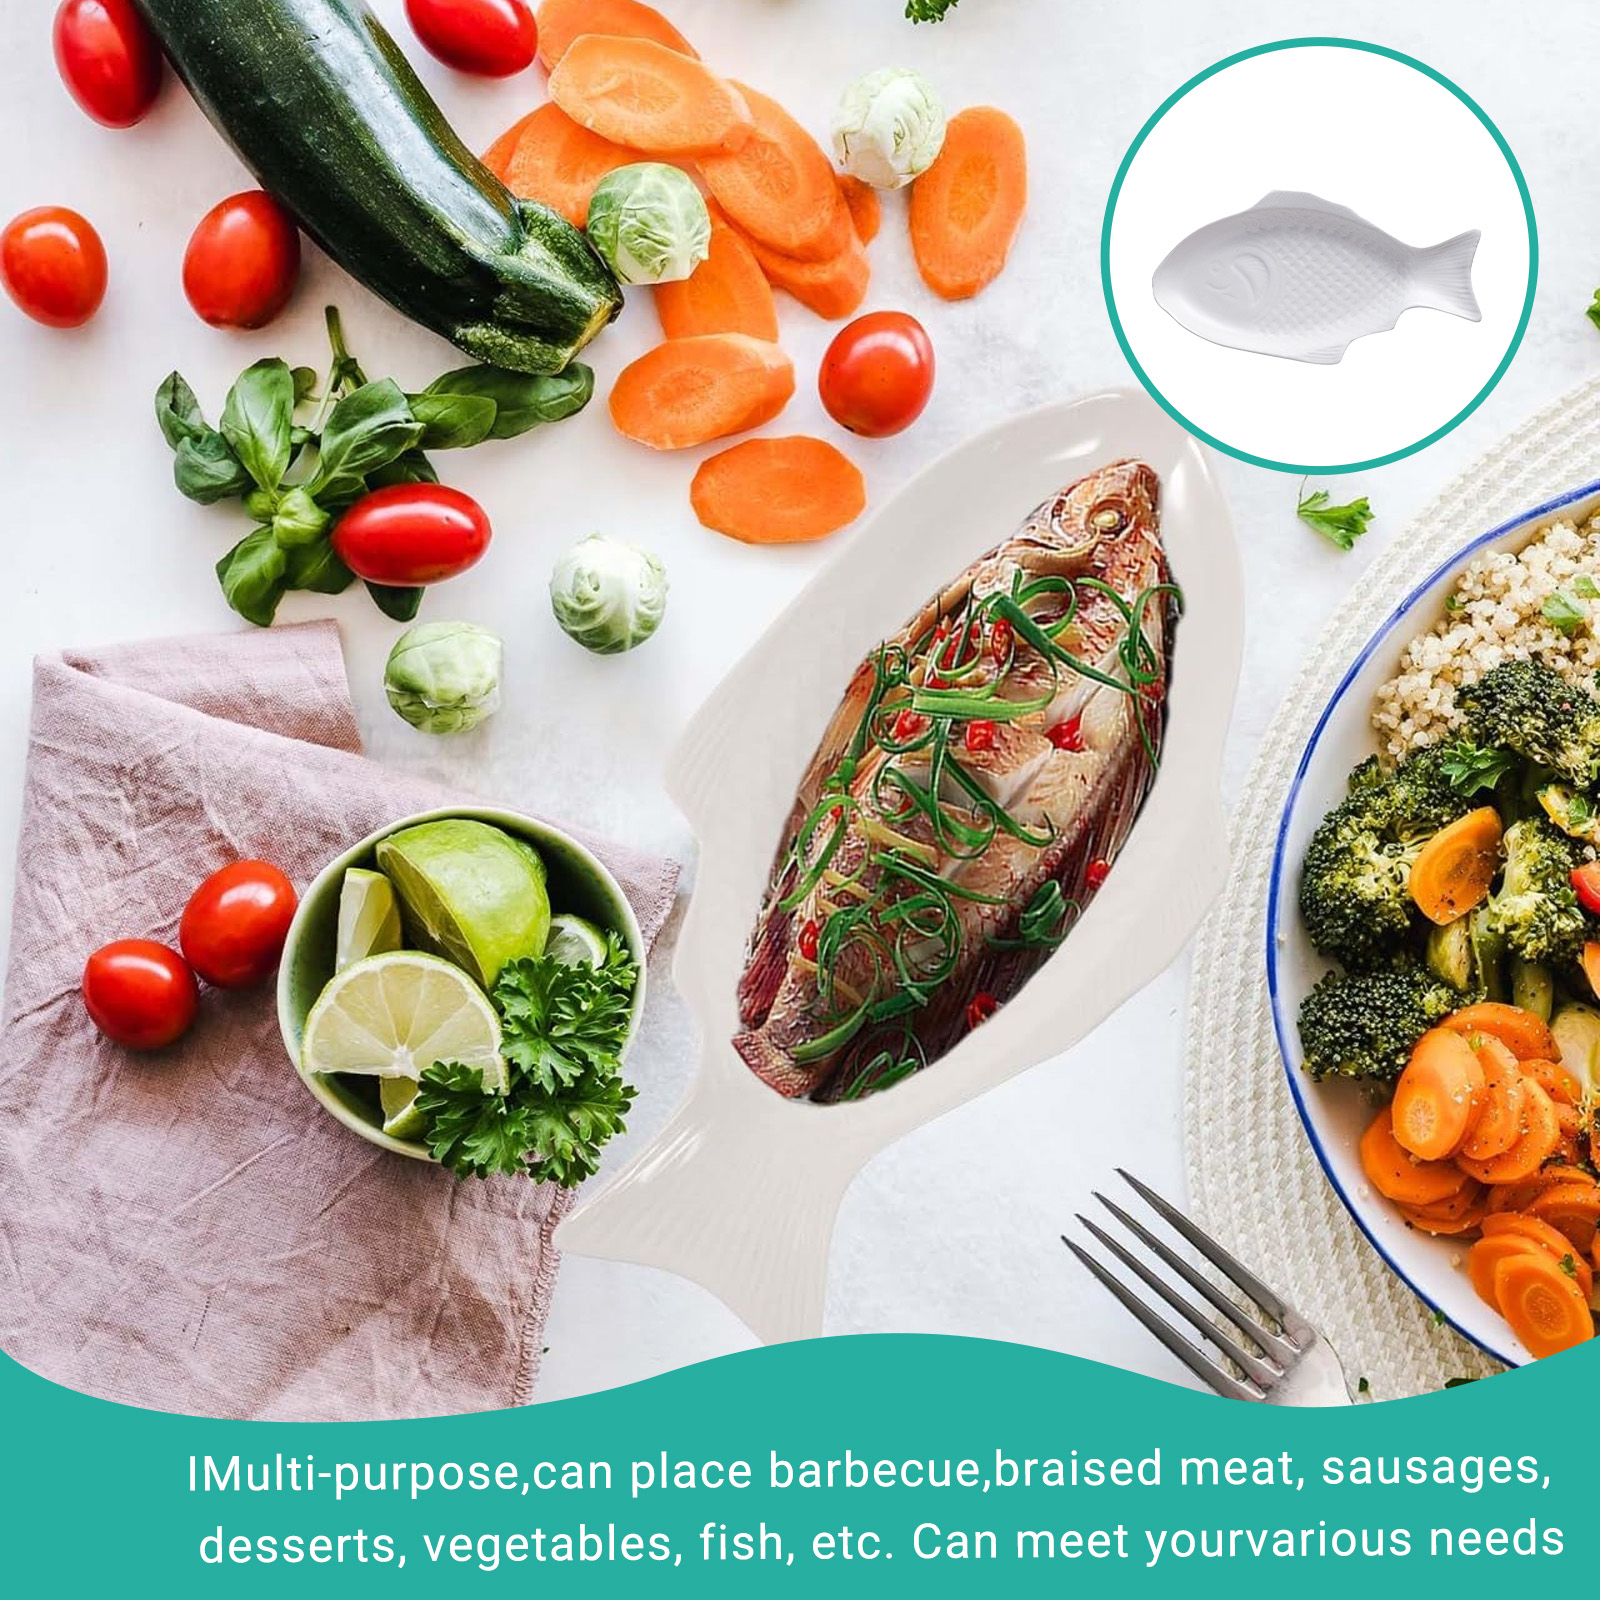 IMulti-purpose,can place barbecue,braised meat, sausages,
desserts, vegetables, fish, etc. Can meet yourvarious needs